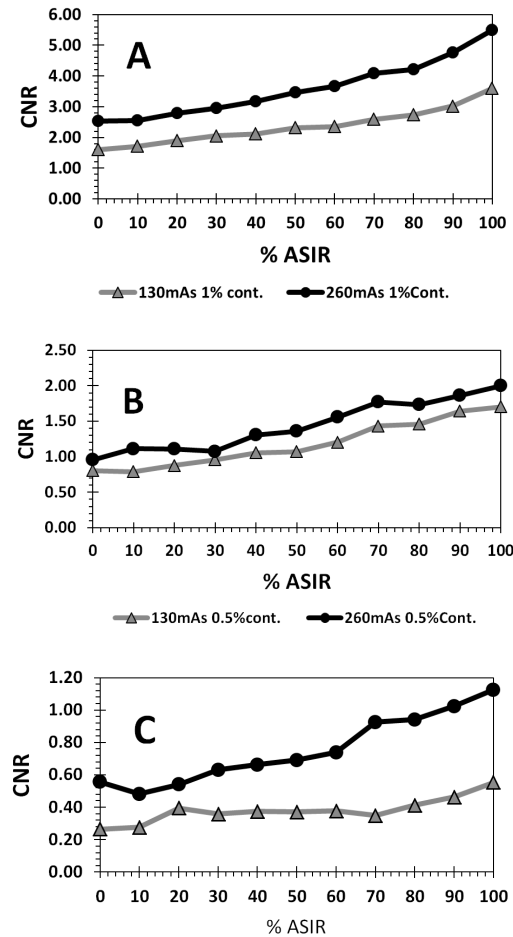 6.00
5.00
4.00
3.00
2.00
1.00
0.00
A
CNR
0 10 20 30 40 50 60 70 80 90 100
% ASIR
130mAs 1% cont. 260mAs 1%Cont.
2.50
2.00
1.50
1.00
0.50
0.00
B
CNR
0 10 20 30 40 50 60 70 80 90 100
% ASIR
130mAs 0.5%cont. 260mAs 0.5%Cont.
1.20
1.00
0.80
0.60
0.40
0.20
0.00
C
CNR
0 10 20 30 40 50 60 70 80 90 100
% ASIR